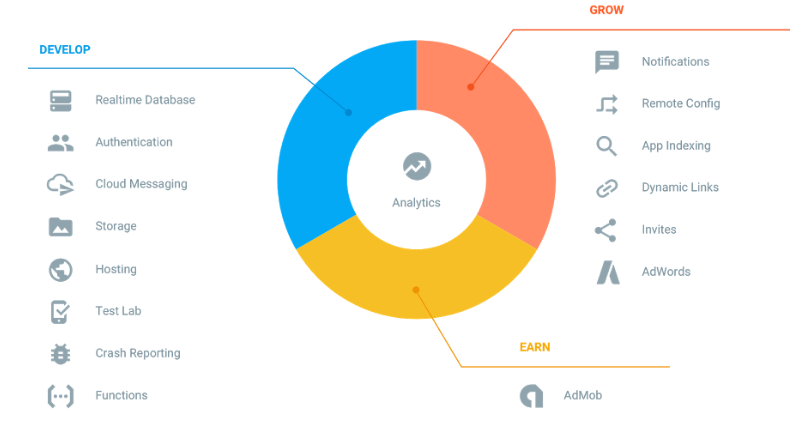 GROW
DEVELOP
Realtime Database
Authentication
Cloud Messaging
Storage
Hosting
Test Lab
Crash Reporting
Functions
Analytics
Notifications
Remote Config
App Indexing
Dynamic Links
Invites
AdWords
EARN
AdMob